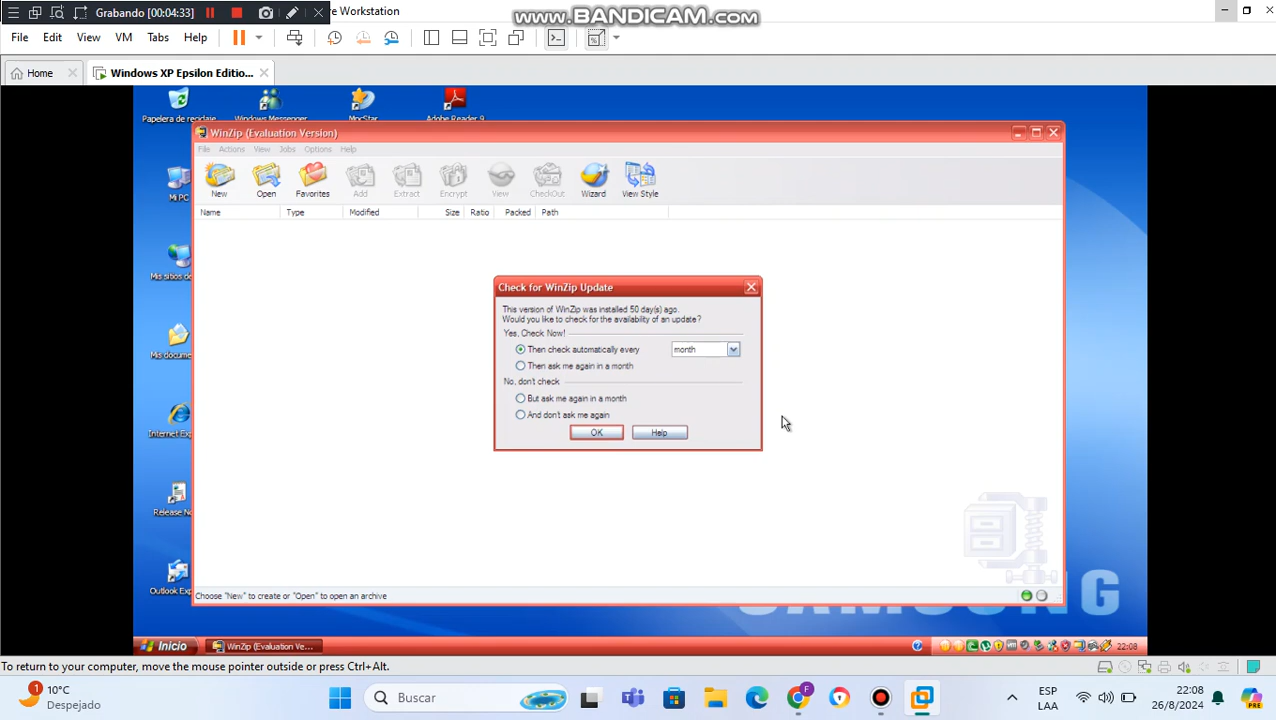 Grabando [00:04:33]
re Workstation
www.BANDICAM.com
File Edit View VM Tabs Help
Home
Windows XP Epsilon Editio...
Papelera de reciclaje
Windows Messenger
MocStar
Adobe Reader 9
WinZip (Evaluation Version)
File Actions View Jobs Options Help
New Open Favorites Add Extract Encrypt View CheckOut Wizard View Style
Name Type Modified Size Ratio Packed Path
Mi PC
Mis sitios de
Mis docume
Internet Exp
Release No
Outlook Exp
Check for WinZip Update
This version of WinZip was installed 50 day(s) ago.
Would you like to check for the availability of an update?
Yes, Check Now!
Then check automatically every month
Then ask me again in a month
No, don't check
But ask me again in a month
And don't ask me again
OK Help
Choose "New" to create or "Open" to open an archive
SAMSUNG
Inicio
WinZip (Evaluation Ve...
22:08
To return to your computer, move the mouse pointer outside or press Ctrl+Alt.
1
10°C
Despejado
Buscar
F
ESP
LAA
22:08
26/8/2024
PRE